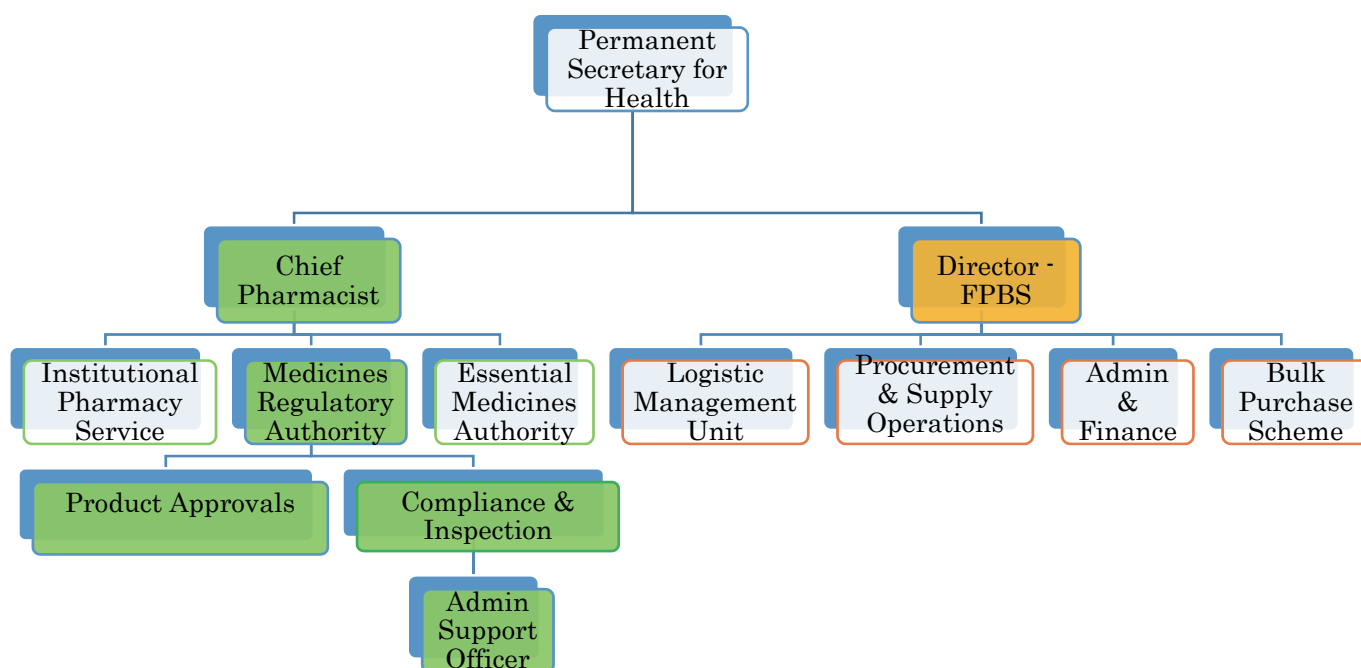 Permanent
Secretary for
Health
Chief
Pharmacist
Director -
FPBS
Institutional
Pharmacy
Service
Medicines
Regulatory
Authority
Essential
Medicines
Authority
Logistic
Management
Unit
Procurement
& Supply
Operations
Admin
&
Finance
Bulk
Purchase
Scheme
Product Approvals
Compliance &
Inspection
Admin
Support
Officer